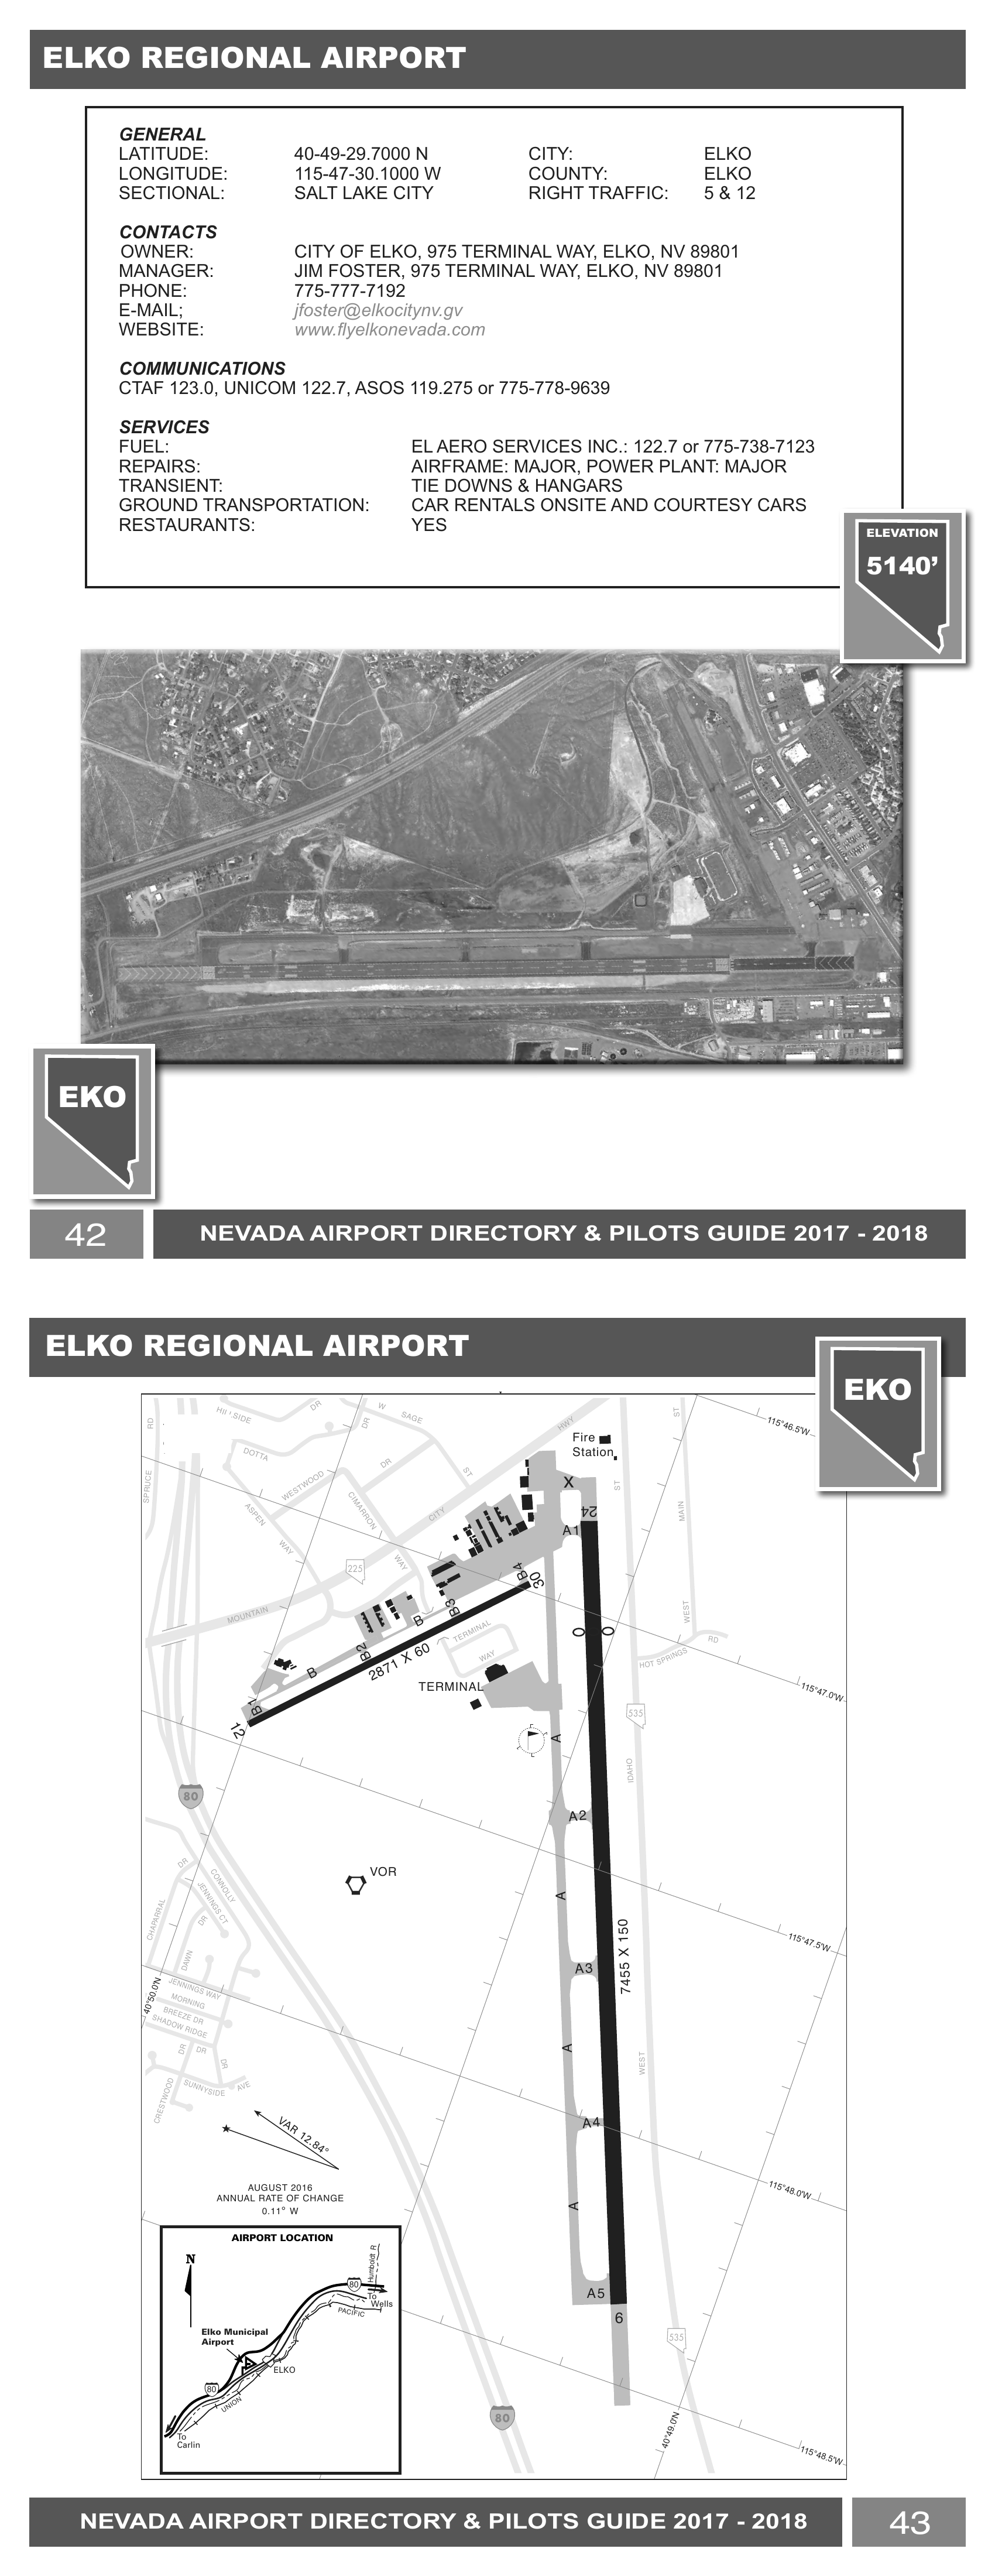 ELKO REGIONAL AIRPORT
GENERAL
LATITUDE: 40-49-29.7000 N CITY: ELKO
LONGITUDE: 115-47-30.1000 W COUNTY: ELKO
SECTIONAL: SALT LAKE CITY RIGHT TRAFFIC: 5 & 12
CONTACTS
OWNER: CITY OF ELKO, 975 TERMINAL WAY, ELKO, NV 89801
MANAGER: JIM FOSTER, 975 TERMINAL WAY, ELKO, NV 89801
PHONE: 775-777-7192
E-MAIL; jfoster@elkocitynv.gv
WEBSITE: www.flyelkonevada.com
COMMUNICATIONS
CTAF 123.0, UNICOM 122.7, ASOS 119.275 or 775-778-9639
SERVICES
FUEL: EL AERO SERVICES INC.: 122.7 or 775-738-7123
REPAIRS: AIRFRAME: MAJOR, POWER PLANT: MAJOR
TRANSIENT: TIE DOWNS & HANGARS
GROUND TRANSPORTATION: CAR RENTALS ONSITE AND COURTESY CARS
RESTAURANTS: YES
ELEVATION
5140'
EKO
42
NEVADA AIRPORT DIRECTORY & PILOTS GUIDE 2017 - 2018
ELKO REGIONAL AIRPORT
EKO
SPRUCE RD
DR
W SAGE ST
DOTTA
WESTWOOD DR
DR
ASPEN WAY
CIMARRON WAY
CITY HWY
Fire
Station
ST
ST
115°46.5'W
X
24
A1
225
MOUNTAIN
MAIN
WEST
B4
30
B3
B
B2
B
B1
12
2871 X 60
TERMINAL
WAY
TERMINAL
O O
HOT SPRINGS RD
115°47.0'W
535
IDAHO
A
A2
80
VOR
DR
CHAPARRAL
CONNOLLY
JENNINGS CT
DR
DAWN
A
7455 X 150
115°47.5'W
A3
40°50.0'N
JENNINGS WAY
MORNING
BREEZE DR
SHADOW RIDGE
DR
DR
DR
A
WEST
CRESTWOOD
SUNNYSIDE AVE
A4
VAR 12.84°
AUGUST 2016
ANNUAL RATE OF CHANGE
0.11° W
115°48.0'W
A
A5
6
535
AIRPORT LOCATION
N
Humboldt R
80
To
Wells
PACIFIC
Elko Municipal
Airport
ELKO
80
UNION
To
Carlin
80
40°49.0'N
115°48.5'W
NEVADA AIRPORT DIRECTORY & PILOTS GUIDE 2017 - 2018
43